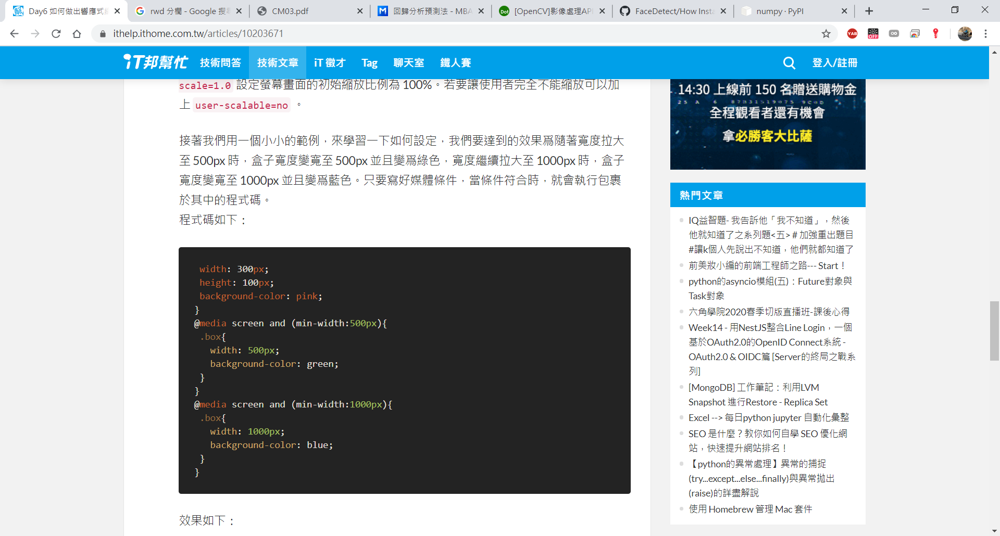 Day6 如何做出響應式
rwd 分欄 - Google 搜尋
CM03.pdf
回歸分析預測法 - MBA
[OpenCV]影像處理API
FaceDetect/How Insta
numpy · PyPI
ithelp.ithome.com.tw/articles/10203671
YAB
OFF
iT邦幫忙 技術問答 技術文章 iT 徵才 Tag 聊天室 鐵人賽 登入/註冊
scale=1.0 設定螢幕畫面的初始縮放比例為 100%。若要讓使用者完全不能縮放可以加
上 user-scalable=no 。
接著我們用一個小小的範例，來學習一下如何設定，我們要達到的效果為隨著寬度拉大
至 500px 時，盒子寬度變寬至 500px 並且變為綠色，寬度繼續拉大至 1000px 時，盒子
寬度變寬至 1000px 並且變為藍色。只要寫好媒體條件，當條件符合時，就會執行包裹
於其中的程式碼。
程式碼如下：
width: 300px;
height: 100px;
background-color: pink;
}
@media screen and (min-width:500px){
.box{
width: 500px;
background-color: green;
}
}
@media screen and (min-width:1000px){
.box{
width: 1000px;
background-color: blue;
}
}
效果如下：
14:30 上線前 150 名贈送購物金
全程觀看者還有機會
拿必勝客大比薩
熱門文章
IQ益智題- 我告訴他「我不知道」，然後
他就知道了之系列題<五> # 加強重出題目
#讓k個人先說出不知道，他們就都知道了
前美妝小編的前端工程師之路--- Start！
python的asyncio模組(五)：Future對象與
Task對象
六角學院2020春季切版直播班-課後心得
Week14 - 用NestJS整合Line Login，一個
基於OAuth2.0的OpenID Connect系統 -
OAuth2.0 & OIDC篇 [Server的終局之戰系
列]
[MongoDB] 工作筆記：利用LVM
Snapshot 進行Restore - Replica Set
Excel --> 每日python jupyter 自動化彙整
SEO 是什麼？教你如何自學 SEO 優化網
站，快速提升網站排名！
【python的異常處理】異常的捕捉
(try...except...else...finally)與異常拋出
(raise)的詳盡解說
使用 Homebrew 管理 Mac 套件